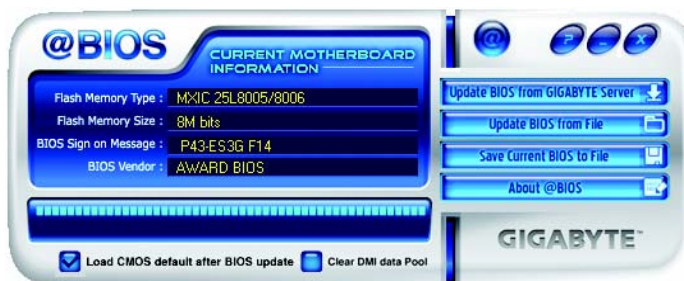 @BIOS
CURRENT MOTHERBOARD
INFORMATION
Flash Memory Type : MXIC 25L8005/8006
Flash Memory Size : 8M bits
BIOS Sign on Message : P43-ES3G F14
BIOS Vendor : AWARD BIOS
Load CMOS default after BIOS update Clear DMI data Pool
@ ? _ X
Update BIOS from GIGABYTE Server
Update BIOS from File
Save Current BIOS to File
About @BIOS
GIGABYTE™